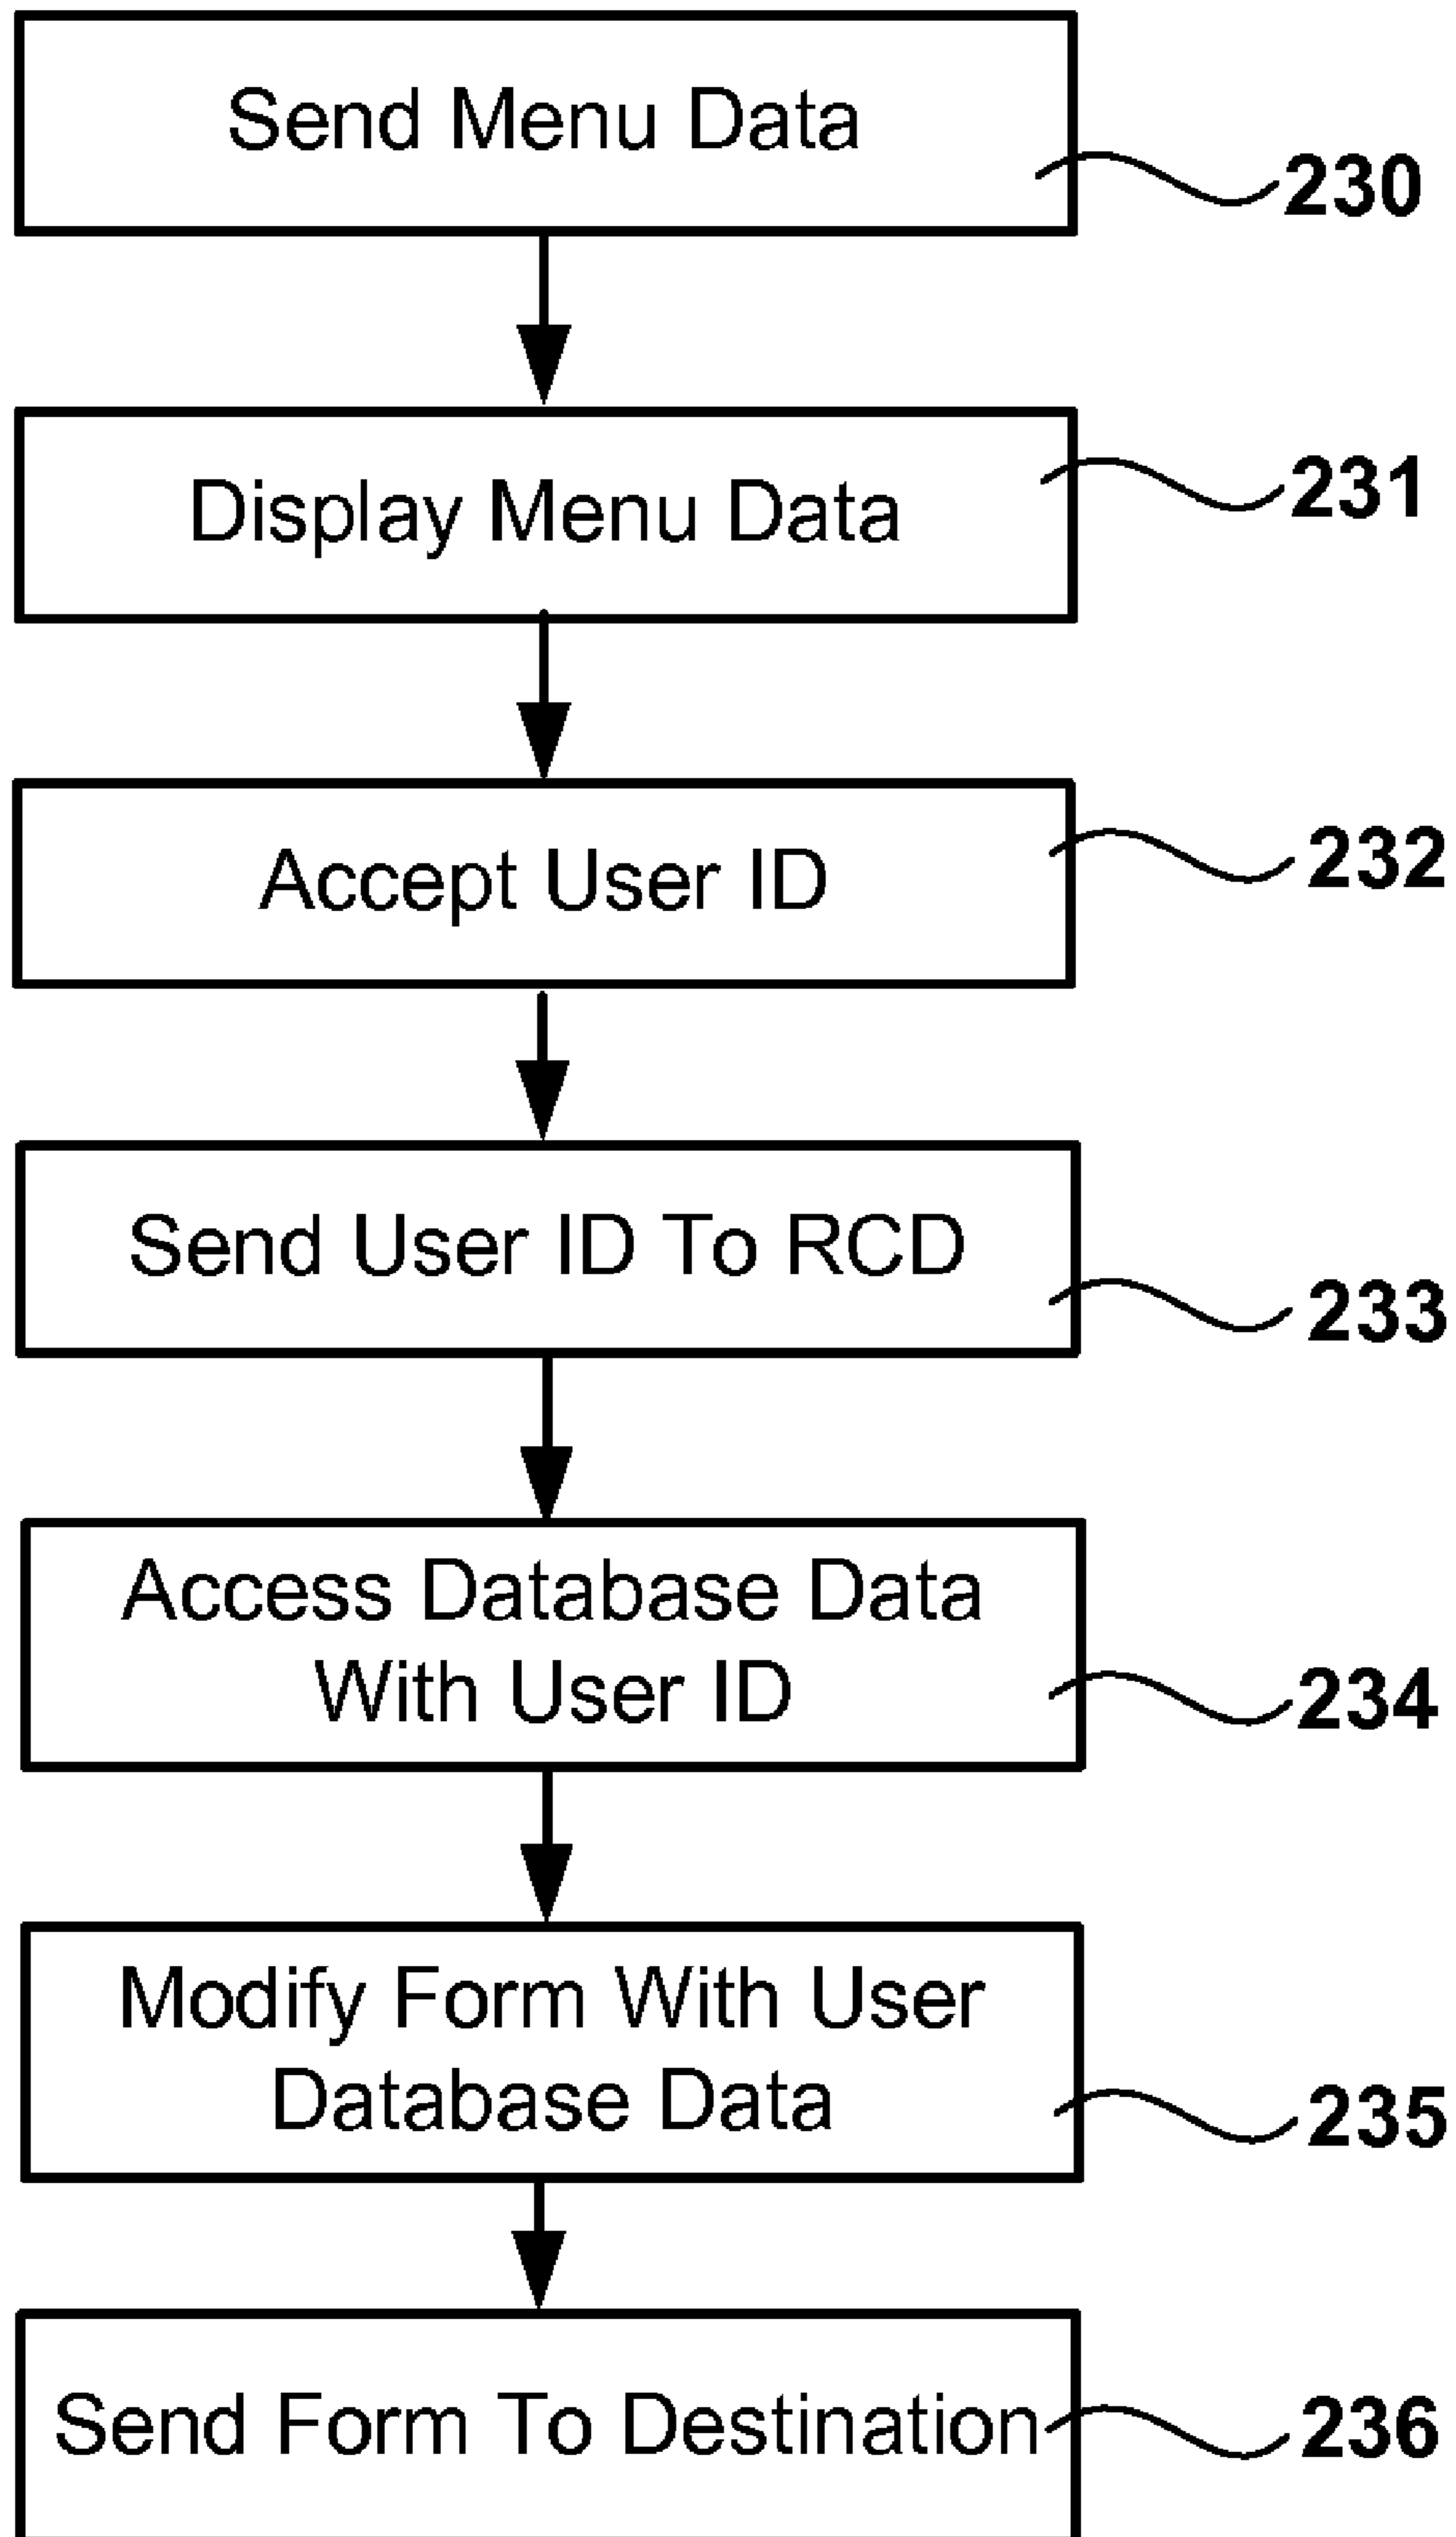 Send Menu Data
230
Display Menu Data
231
Accept User ID
232
Send User ID To RCD
233
Access Database Data
With User ID
234
Modify Form With User
Database Data
235
Send Form To Destination
236